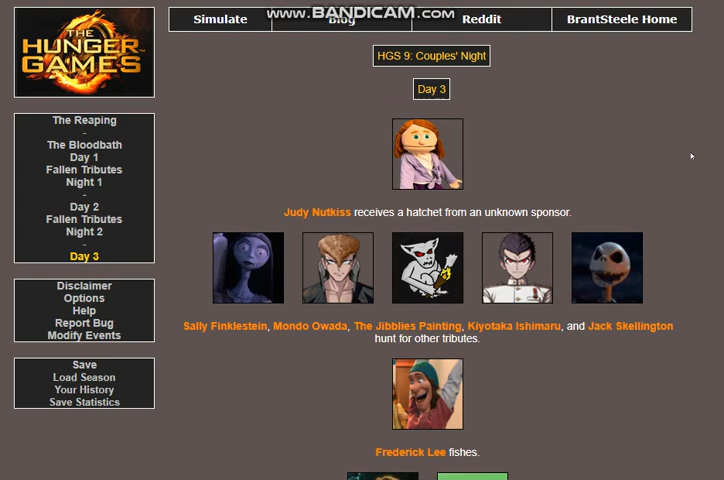 www.BANDICAM.com
THE
HUNGER
GAMES
Simulate
Blog
Reddit
BrantSteele Home
HGS 9: Couples' Night
Day 3
The Reaping
-
The Bloodbath
Day 1
Fallen Tributes
Night 1
-
Day 2
Fallen Tributes
Night 2
-
Day 3
Disclaimer
Options
Help
Report Bug
Modify Events
Save
Load Season
Your History
Save Statistics
Judy Nutkiss receives a hatchet from an unknown sponsor.
Sally Finklestein, Mondo Owada, The Jibblies Painting, Kiyotaka Ishimaru, and Jack Skellington
hunt for other tributes.
Frederick Lee fishes.